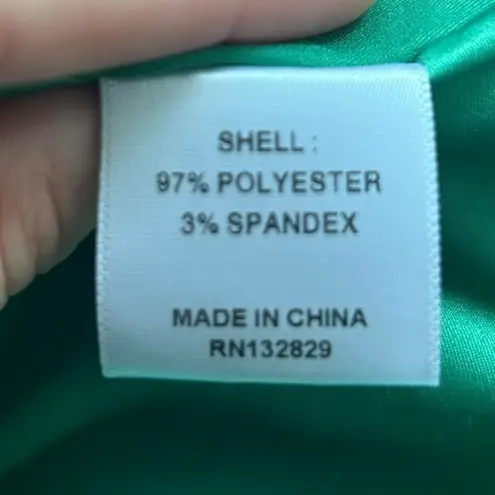 SHELL :
97% POLYESTER
3% SPANDEX
MADE IN CHINA
RN132829